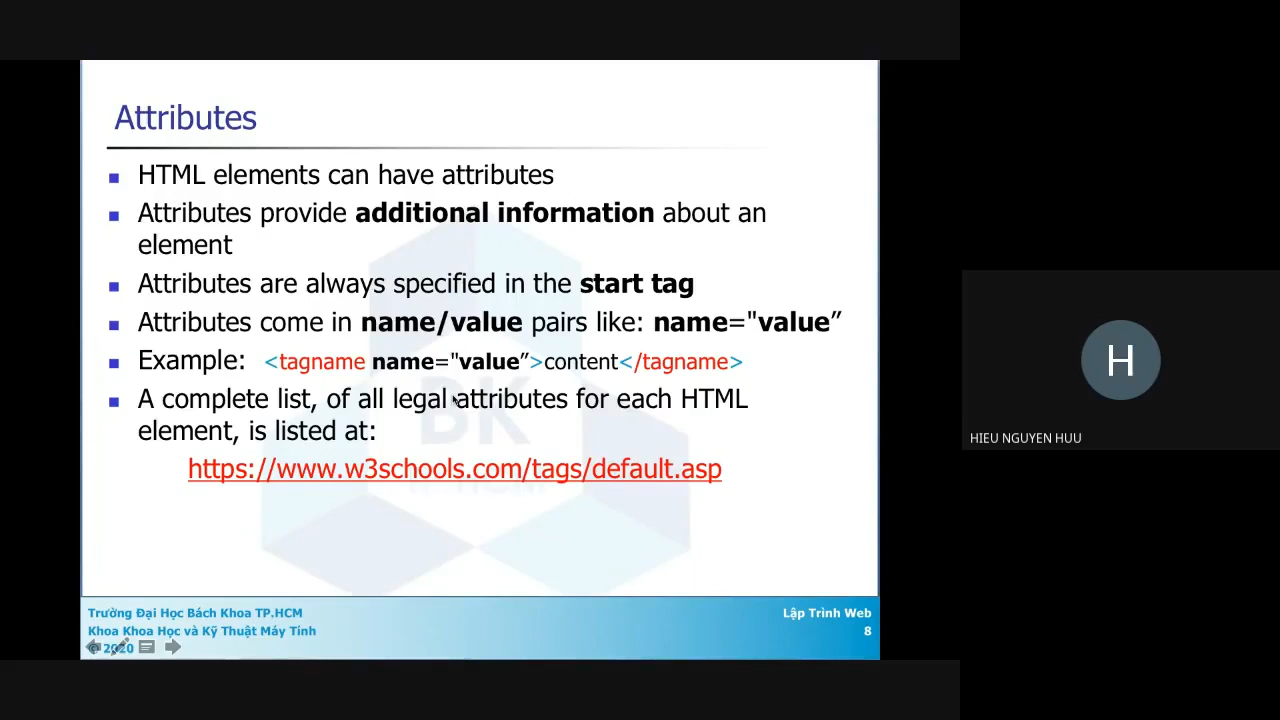 Attributes
HTML elements can have attributes
Attributes provide additional information about an
element
Attributes are always specified in the start tag
Attributes come in name/value pairs like: name="value”
Example: <tagname name="value”>content</tagname>
A complete list, of all legal attributes for each HTML
element, is listed at:
https://www.w3schools.com/tags/default.asp
BK
Trường Đại Học Bách Khoa TP.HCM
Khoa Khoa Học và Kỹ Thuật Máy Tính
© 2020
Lập Trình Web
8
H
HIEU NGUYEN HUU